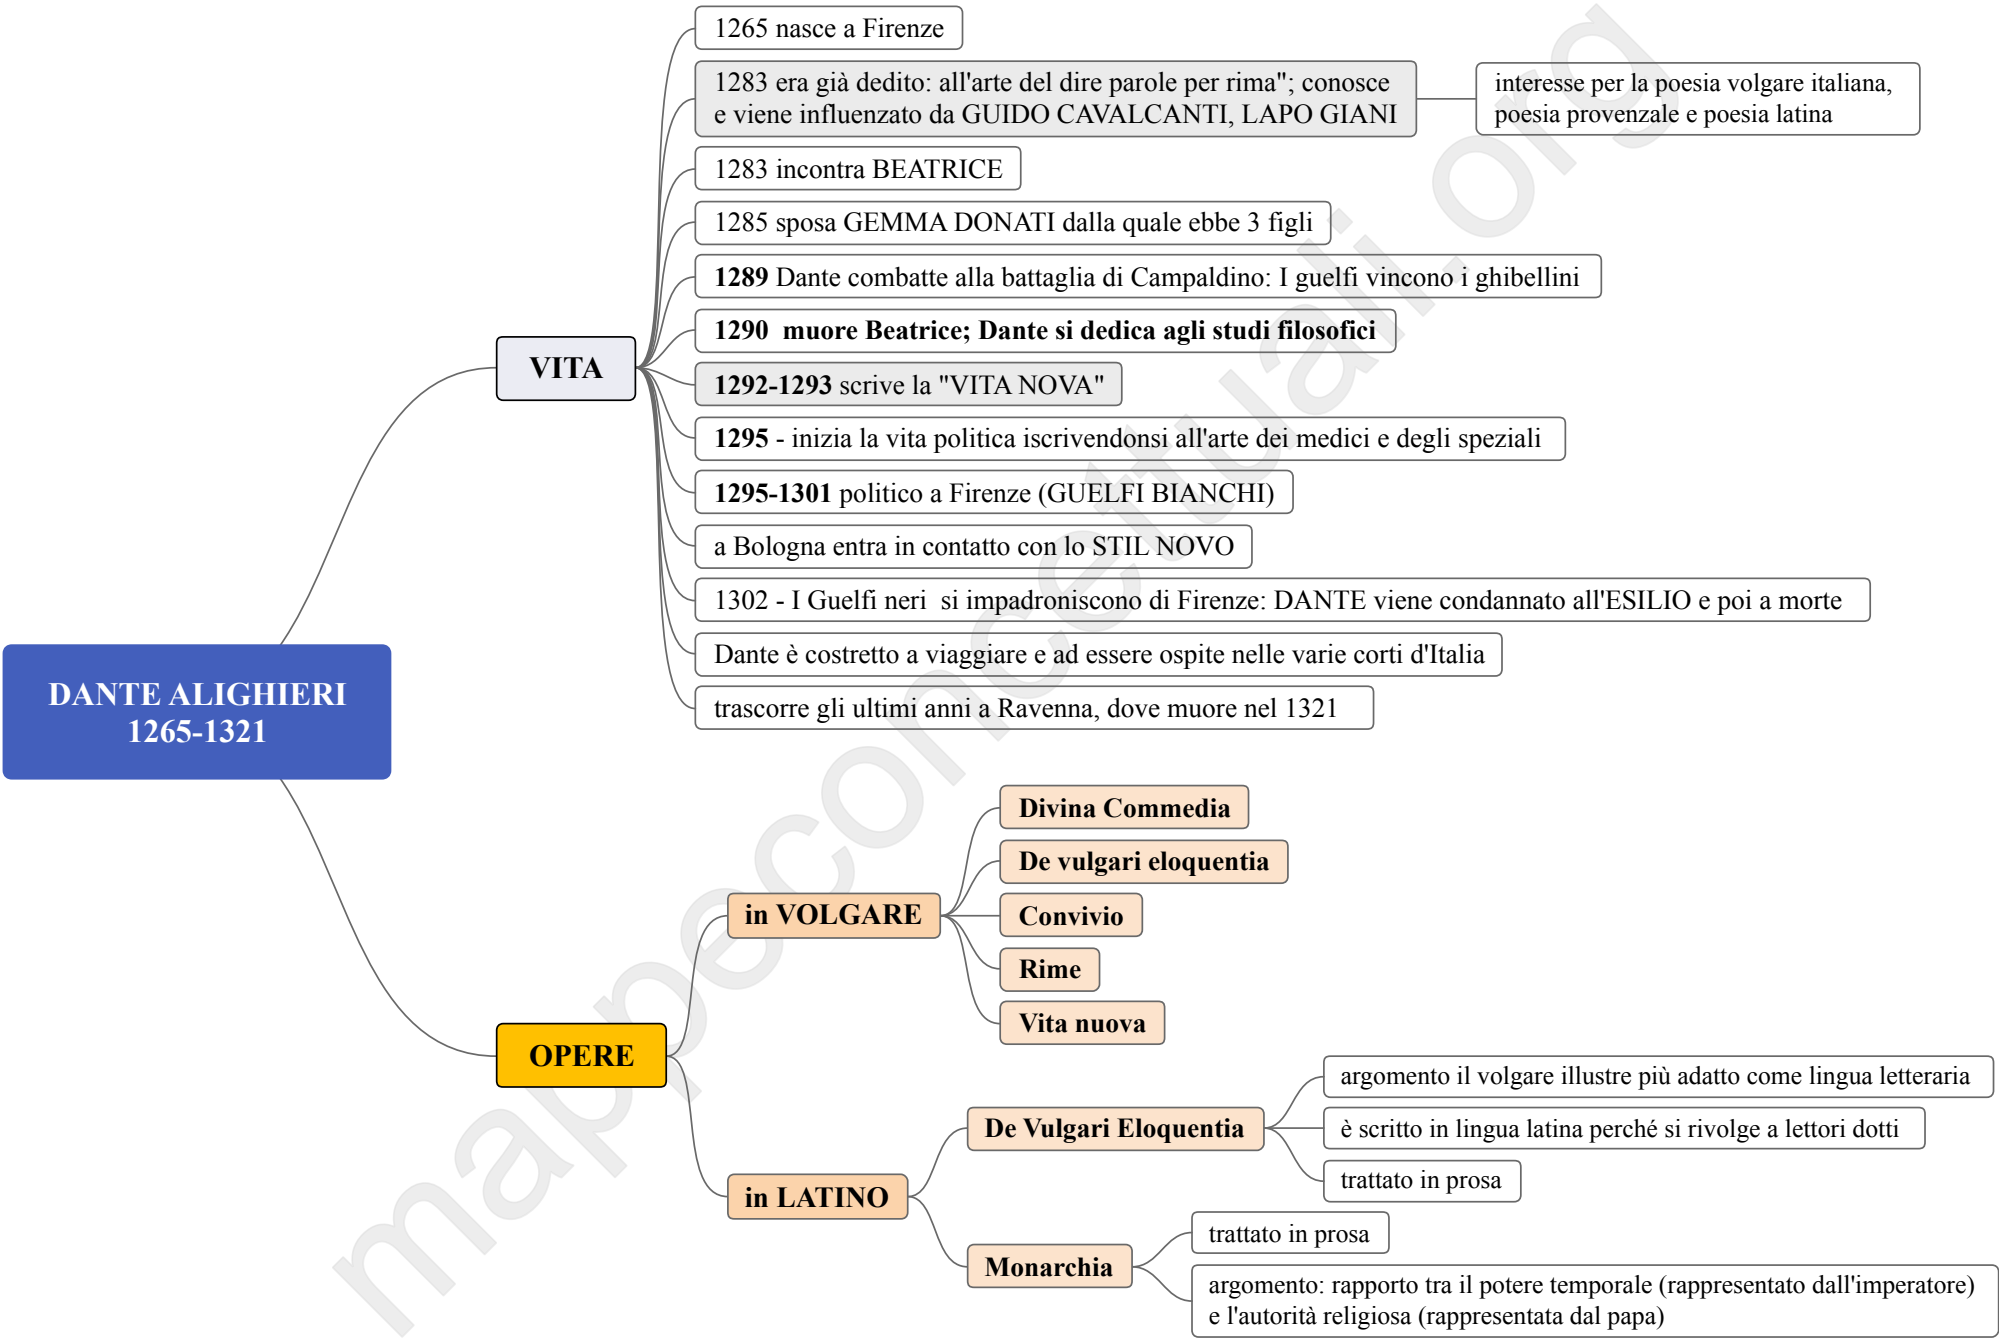 1265 nasce a Firenze
1283 era già dedito: all'arte del dire parole per rima"; conosce
e viene influenzato da GUIDO CAVALCANTI, LAPO GIANI
interesse per la poesia volgare italiana,
poesia provenzale e poesia latina
1283 incontra BEATRICE
1285 sposa GEMMA DONATI dalla quale ebbe 3 figli
1289 Dante combatte alla battaglia di Campaldino: I guelfi vincono i ghibellini
1290  muore Beatrice; Dante si dedica agli studi filosofici
VITA
1292-1293 scrive la "VITA NOVA"
1295 - inizia la vita politica iscrivendonsi all'arte dei medici e degli speziali
1295-1301 politico a Firenze (GUELFI BIANCHI)
a Bologna entra in contatto con lo STIL NOVO
1302 - I Guelfi neri  si impadroniscono di Firenze: DANTE viene condannato all'ESILIO e poi a morte
Dante è costretto a viaggiare e ad essere ospite nelle varie corti d'Italia
trascorre gli ultimi anni a Ravenna, dove muore nel 1321
DANTE ALIGHIERI
1265-1321
Divina Commedia
De vulgari eloquentia
in VOLGARE
Convivio
Rime
Vita nuova
OPERE
in LATINO
De Vulgari Eloquentia
argomento il volgare illustre più adatto come lingua letteraria
è scritto in lingua latina perché si rivolge a lettori dotti
trattato in prosa
Monarchia
trattato in prosa
argomento: rapporto tra il potere temporale (rappresentato dall'imperatore)
e l'autorità religiosa (rappresentata dal papa)
mappeconcettuali.org